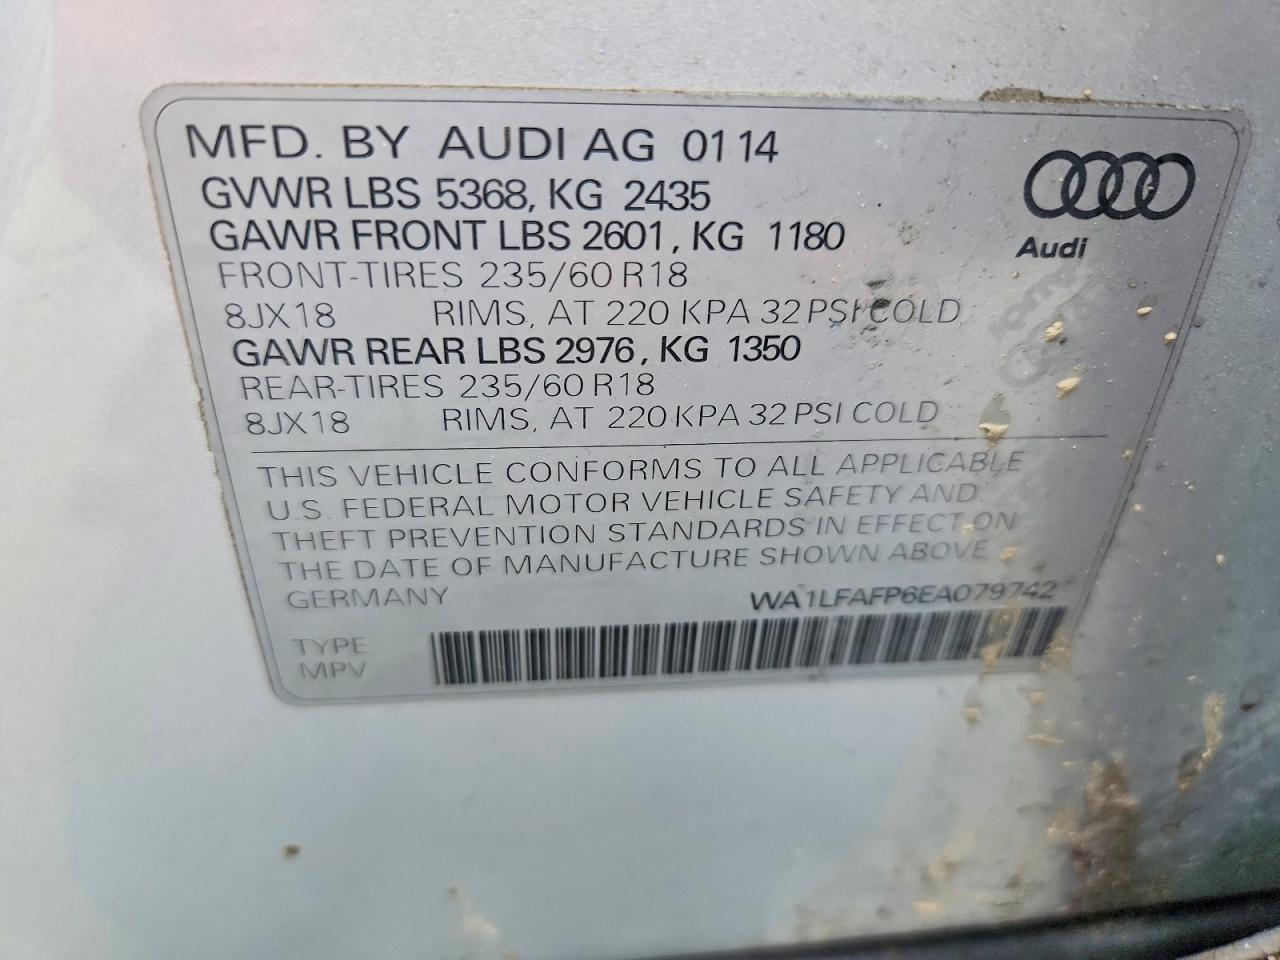 MFD. BY AUDI AG 01 14
GVWR LBS 5368, KG 2435
GAWR FRONT LBS 2601, KG 1180
FRONT-TIRES 235/60 R18
8JX18 RIMS, AT 220 KPA 32 PSI COLD
GAWR REAR LBS 2976, KG 1350
REAR-TIRES 235/60 R18
8JX18 RIMS, AT 220 KPA 32 PSI COLD
Audi
THIS VEHICLE CONFORMS TO ALL APPLICABLE
U.S. FEDERAL MOTOR VEHICLE SAFETY AND
THEFT PREVENTION STANDARDS IN EFFECT ON
THE DATE OF MANUFACTURE SHOWN ABOVE
GERMANY WA1LFAFP6EA079742
TYPE
MPV